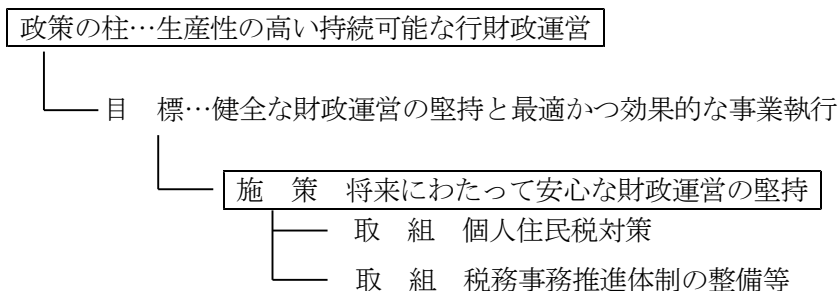 政策の柱…生産性の高い持続可能な行財政運営
目　標…健全な財政運営の堅持と最適かつ効果的な事業執行
施　策　将来にわたって安心な財政運営の堅持
取　組　個人住民税対策
取　組　税務事務推進体制の整備等